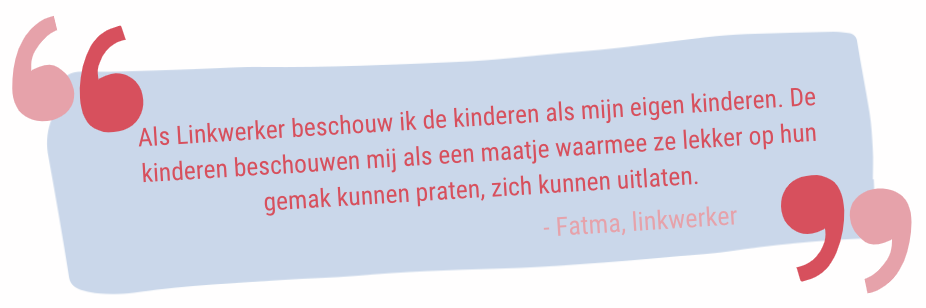 Als Linkwerker beschouw ik de kinderen als mijn eigen kinderen. De
kinderen beschouwen mij als een maatje waarmee ze lekker op hun
gemak kunnen praten, zich kunnen uitlaten.
- Fatma, linkwerker